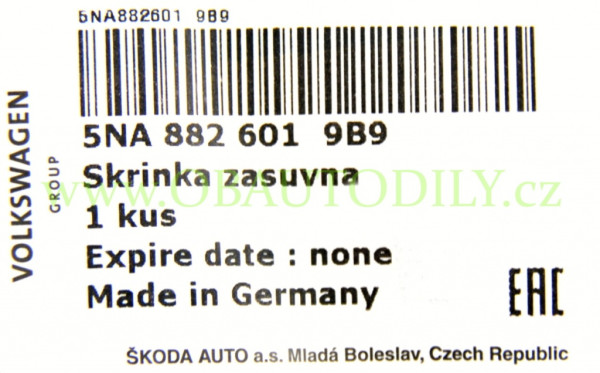 5NA882601 9B9
VOLKSWAGEN
GROUP
5NA 882 601 9B9
Skrinka zasuvna
www.OBAUTODILY.cz
1 kus
Expire date : none
Made in Germany
EAC
ŠKODA AUTO a.s. Mladá Boleslav, Czech Republic